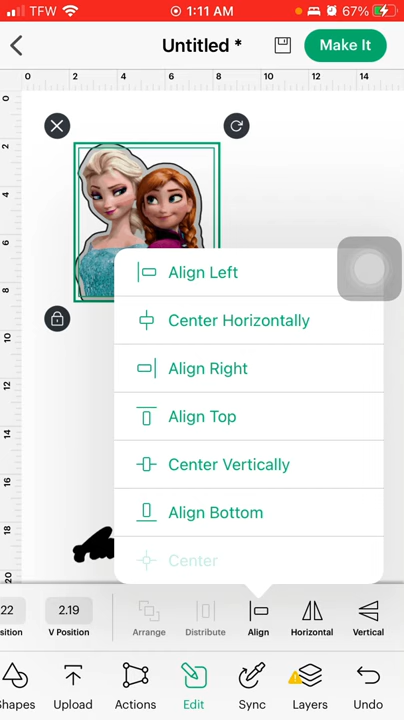 TFW
1:11 AM
67%
Untitled *
Make It
0 2 4 6 8 10 12 14
0
2
4
6
8
10
12
14
16
18
20
Align Left
Center Horizontally
Align Right
Align Top
Center Vertically
Align Bottom
Center
22 2.19
sition V Position Arrange Distribute Align Horizontal Vertical
Shapes Upload Actions Edit Sync Layers Undo